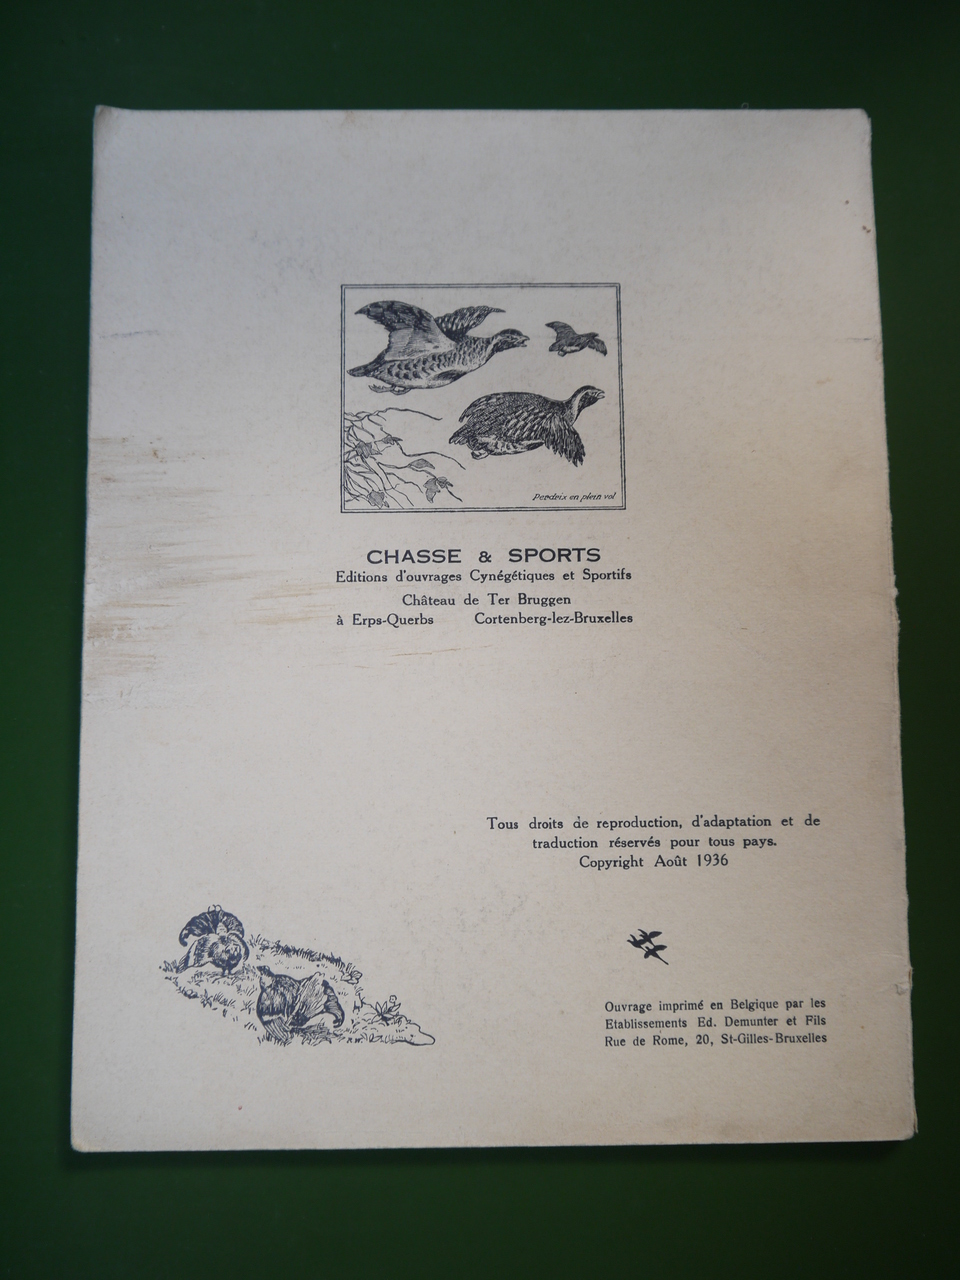 Perdrix en plein vol
CHASSE & SPORTS
Editions d'ouvrages Cynégétiques et Sportifs
Château de Ter Bruggen
à Erps-Querbs Cortenberg-lez-Bruxelles
Tous droits de reproduction, d'adaptation et de
traduction réservés pour tous pays.
Copyright Août 1936
R.W.
Ouvrage imprimé en Belgique par les
Etablissements Ed. Demunter et Fils
Rue de Rome, 20, St-Gilles-Bruxelles